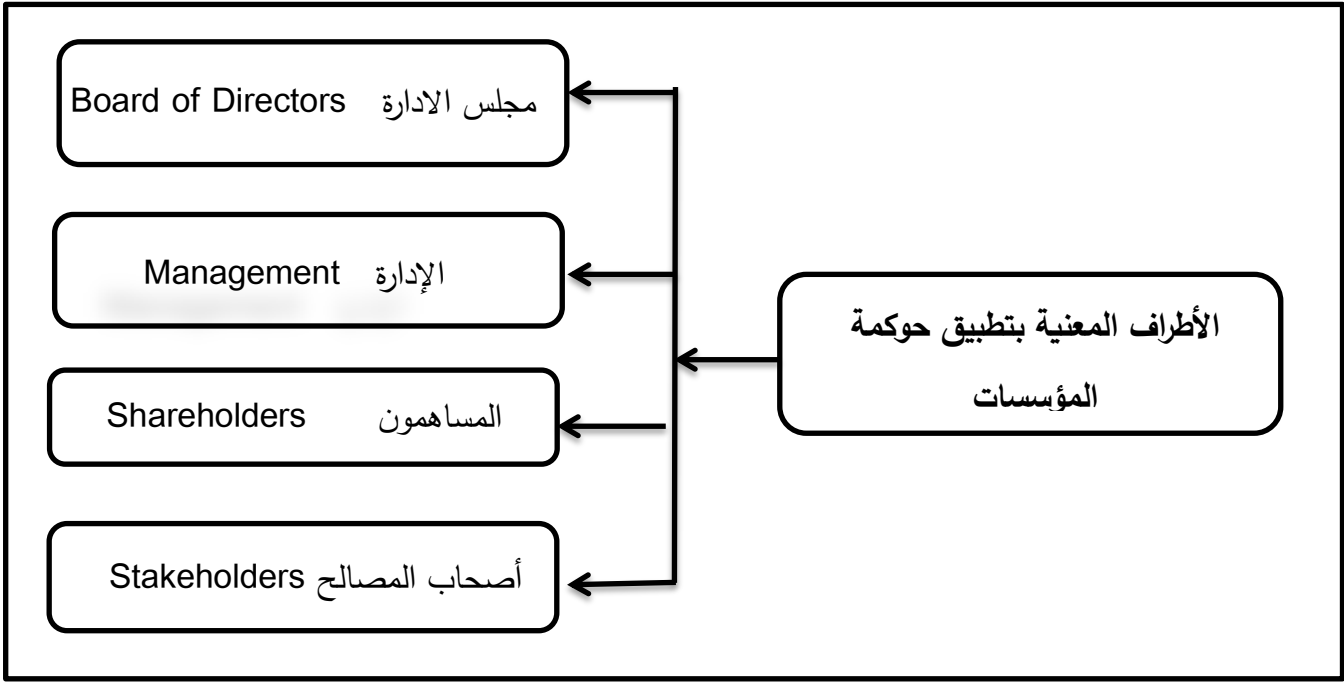 مجلس الادارة Board of Directors
الإدارة Management
المساهمون Shareholders
أصحاب المصالح Stakeholders
الأطراف المعنية بتطبيق حوكمة
المؤسسات